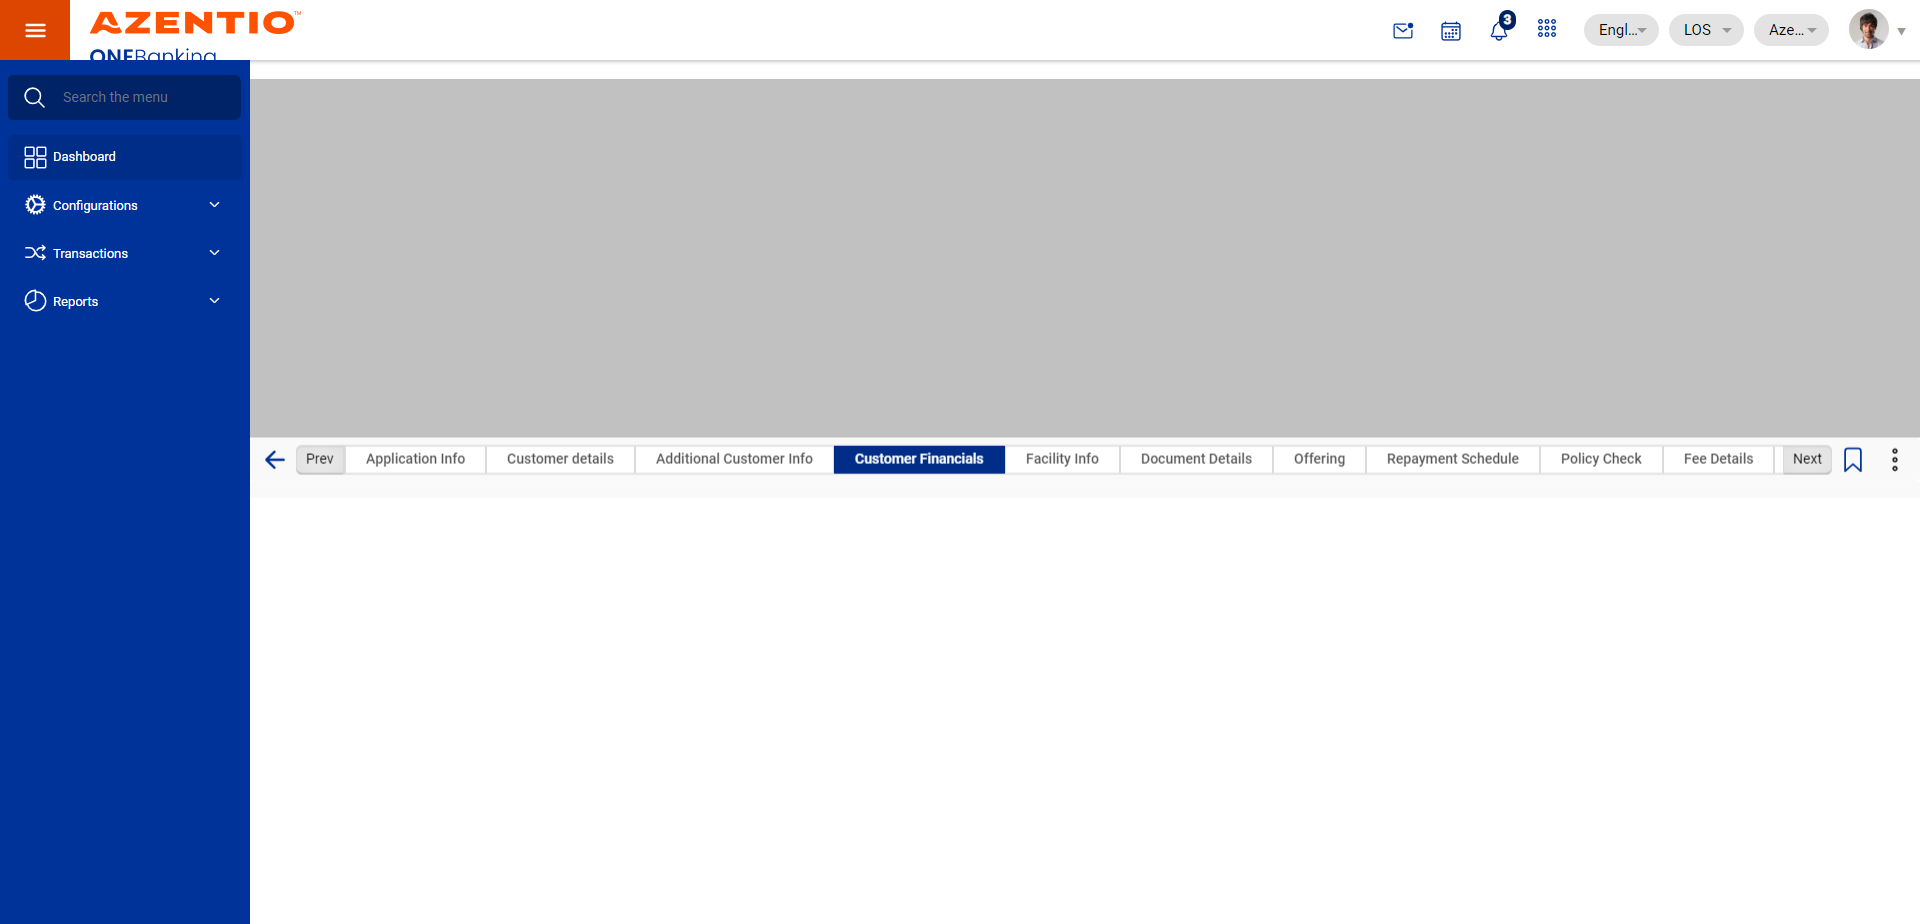 AZENTIO™
ONEBanking
3
Engl...
LOS
Aze...
Search the menu
Dashboard
Configurations
Transactions
Reports
Prev Application Info Customer details Additional Customer Info Customer Financials Facility Info Document Details Offering Repayment Schedule Policy Check Fee Details Next